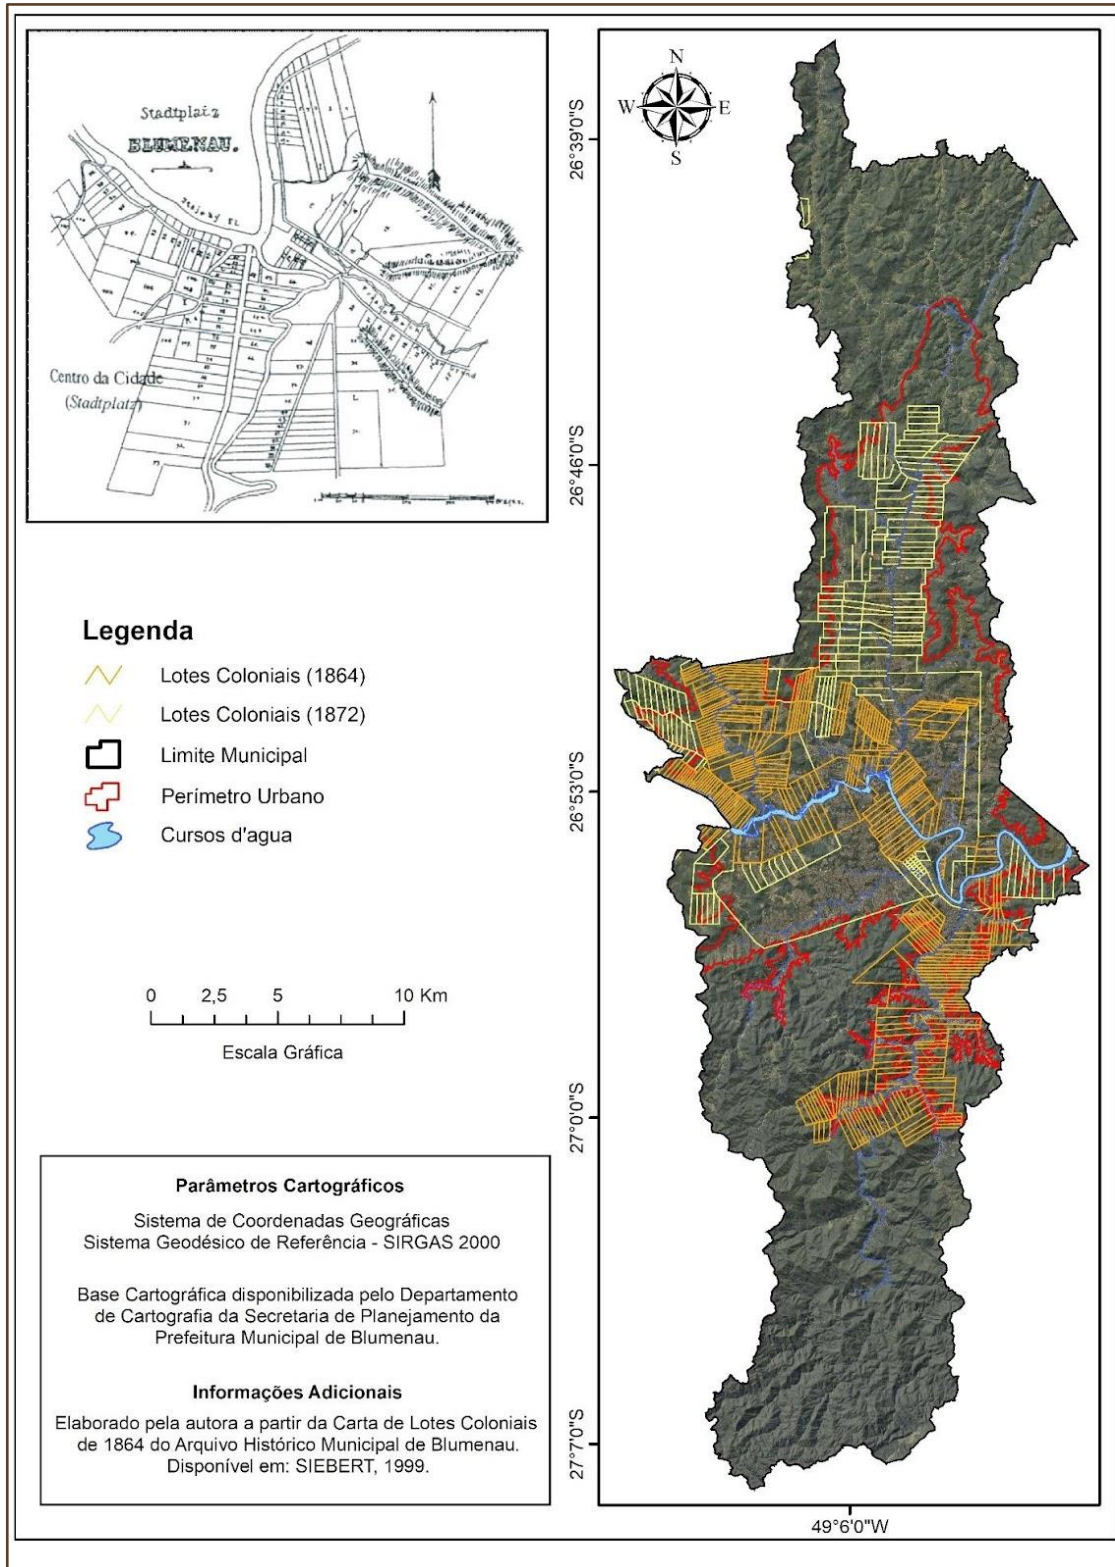 Stadtplatz
BLUMENAU.
Centro da Cidade
(Stadtplatz)
N
W
E
S
26°39'0"S
26°46'0"S
26°53'0"S
27°0'0"S
27°7'0"S
49°6'0"W
Legenda
Lotes Coloniais (1864)
Lotes Coloniais (1872)
Limite Municipal
Perímetro Urbano
Cursos d'agua
0 2,5 5 10 Km
Escala Gráfica
Parâmetros Cartográficos
Sistema de Coordenadas Geográficas
Sistema Geodésico de Referência - SIRGAS 2000
Base Cartográfica disponibilizada pelo Departamento
de Cartografia da Secretaria de Planejamento da
Prefeitura Municipal de Blumenau.
Informações Adicionais
Elaborado pela autora a partir da Carta de Lotes Coloniais
de 1864 do Arquivo Histórico Municipal de Blumenau.
Disponível em: SIEBERT, 1999.